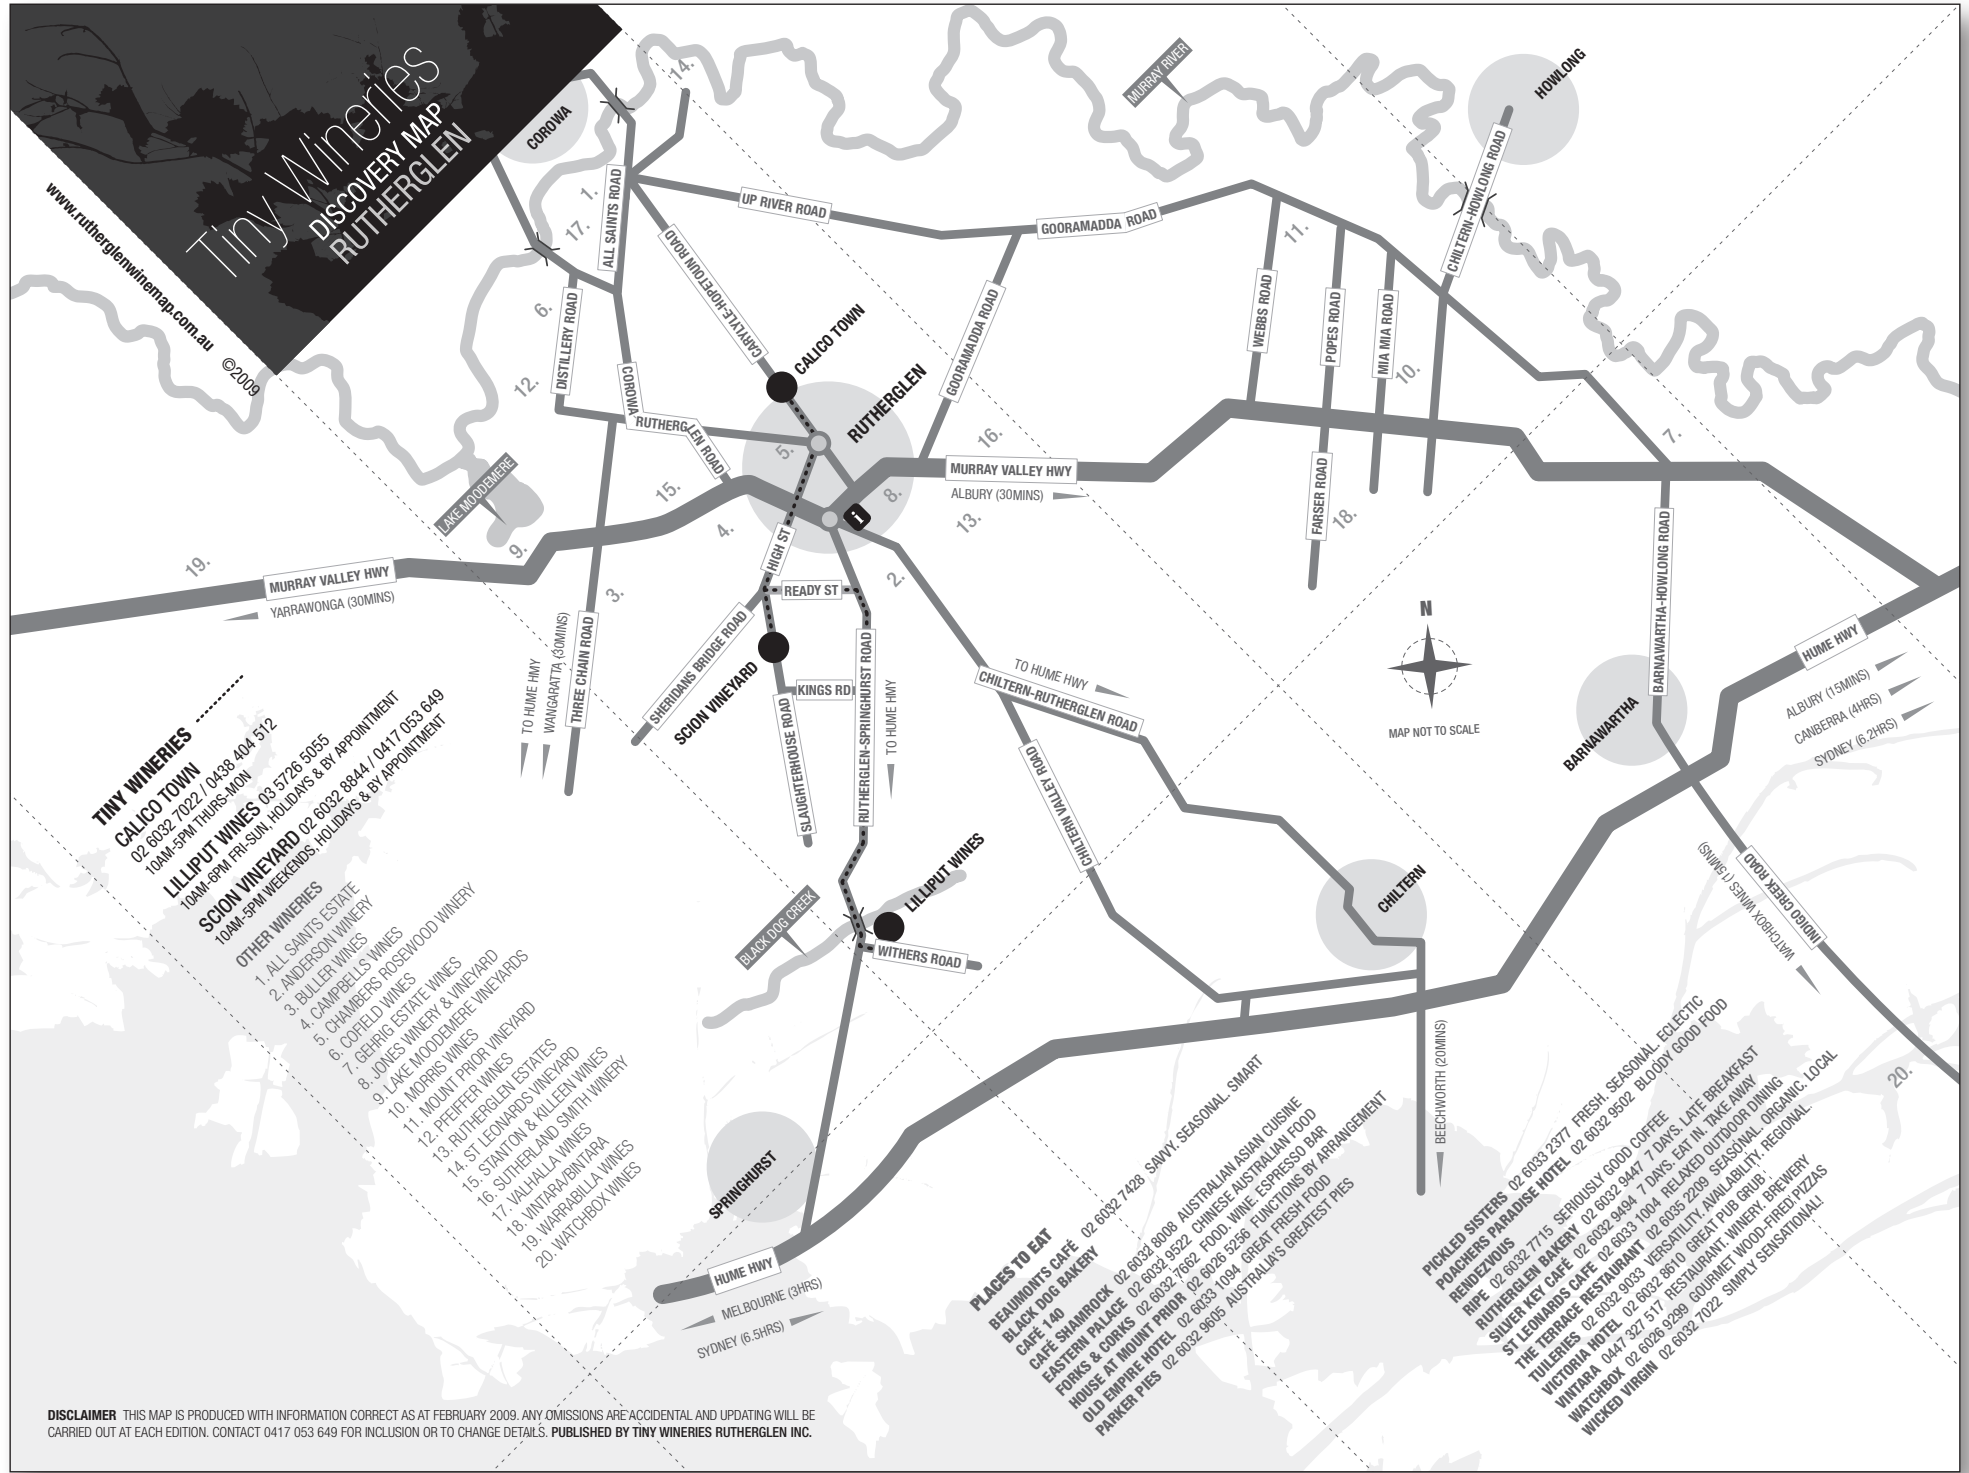 Tiny Wineries
DISCOVERY MAP
RUTHERGLEN
www.rutherglenwinemap.com.au ©2009
COROWA
14.
MURRAY RIVER
HOWLONG
CHILTERN-HOWLONG ROAD
1.
17.
ALL SAINTS ROAD
UP RIVER ROAD
GOORAMADDA ROAD
11.
CARYLYLE-HOPETOUN ROAD
6.
DISTILLERY ROAD
12.
COROWA
RUTHERGLEN ROAD
CALICO TOWN
RUTHERGLEN
GOORAMADDA ROAD
WEBBS ROAD
POPES ROAD
MIA MIA ROAD
10.
5.
16.
7.
MURRAY VALLEY HWY
ALBURY (30MINS)
8.
13.
i
FARSER ROAD
18.
LAKE MOODEMERE
15.
4.
9.
19.
MURRAY VALLEY HWY
YARRAWONGA (30MINS)
HIGH ST
READY ST
2.
3.
THREE CHAIN ROAD
TO HUME HMY
WANGARATTA (30MINS)
SHERIDANS BRIDGE ROAD
SCION VINEYARD
KINGS RD
SLAUGHTERHOUSE ROAD
RUTHERGLEN-SPRINGHURST ROAD
TO HUME HMY
TO HUME HWY
CHILTERN-RUTHERGLEN ROAD
CHILTERN VALLEY ROAD
N
MAP NOT TO SCALE
BARNAWARTHA-HOWLONG ROAD
BARNAWARTHA
HUME HWY
ALBURY (15MINS)
CANBERRA (4HRS)
SYDNEY (6.2HRS)
INDIGO CREEK ROAD
WATCHBOX WINES (15MINS)
20.
CHILTERN
BEECHWORTH (20MINS)
LILLIPUT WINES
BLACK DOG CREEK
WITHERS ROAD
SPRINGHURST
HUME HWY
MELBOURNE (3HRS)
SYDNEY (6.5HRS)
TINY WINERIES
CALICO TOWN
02 6032 7022 / 0438 404 512
10AM-5PM THURS-MON
LILLIPUT WINES 03 5726 5055
10AM-6PM FRI-SUN, HOLIDAYS & BY APPOINTMENT
SCION VINEYARD 02 6032 8844 / 0417 053 649
10AM-5PM WEEKENDS, HOLIDAYS & BY APPOINTMENT
OTHER WINERIES
1. ALL SAINTS ESTATE
2. ANDERSON WINERY
3. BULLER WINES
4. CAMPBELLS WINES
5. CHAMBERS ROSEWOOD WINERY
6. COFIELD WINES
7. GEHRIG ESTATE WINES
8. JONES WINERY & VINEYARD
9. LAKE MOODEMERE VINEYARDS
10. MORRIS WINES
11. MOUNT PRIOR VINEYARD
12. PFEIFFER WINES
13. RUTHERGLEN ESTATES
14. ST LEONARDS VINEYARD
15. STANTON & KILLEEN WINES
16. SUTHERLAND SMITH WINERY
17. VALHALLA WINES
18. VINTARA/BINTARA
19. WARRABILLA WINES
20. WATCHBOX WINES
PLACES TO EAT
BEAUMONTS CAFÉ 02 6032 7428 SAVVY. SEASONAL. SMART
BLACK DOG BAKERY
CAFÉ 140
CAFÉ SHAMROCK 02 6032 8008 AUSTRALIAN ASIAN CUISINE
EASTERN PALACE 02 6032 9522 CHINESE AUSTRALIAN FOOD
FORKS & CORKS 02 6032 7662 FOOD. WINE. ESPRESSO BAR
HOUSE AT MOUNT PRIOR 02 6026 5256 FUNCTIONS BY ARRANGEMENT
OLD EMPIRE HOTEL 02 6033 1094 GREAT FRESH FOOD
PARKER PIES 02 6032 9605 AUSTRALIA'S GREATEST PIES
PICKLED SISTERS 02 6033 2377 FRESH. SEASONAL. ECLECTIC
POACHERS PARADISE HOTEL 02 6032 9502 BLOODY GOOD FOOD
RENDEZVOUS
RIPE 02 6032 7715 SERIOUSLY GOOD COFFEE
RUTHERGLEN BAKERY 02 6032 9447 7 DAYS. LATE BREAKFAST
SILVER KEY CAFÉ 02 6032 9494 7 DAYS. EAT IN. TAKE AWAY
ST LEONARDS CAFE 02 6033 1004 RELAXED OUTDOOR DINING
THE TERRACE RESTAURANT 02 6035 2209 SEASONAL. ORGANIC. LOCAL
TUILERIES 02 6032 9033 VERSATILITY. AVAILABILITY. REGIONAL.
VICTORIA HOTEL 02 6032 8610 GREAT PUB GRUB
VINTARA 0447 327 517 RESTAURANT. WINERY. BREWERY
WATCHBOX 02 6026 9299 GOURMET WOOD-FIRED PIZZAS
WICKED VIRGIN 02 6032 7022 SIMPLY SENSATIONAL!
DISCLAIMER THIS MAP IS PRODUCED WITH INFORMATION CORRECT AS AT FEBRUARY 2009. ANY OMISSIONS ARE ACCIDENTAL AND UPDATING WILL BE
CARRIED OUT AT EACH EDITION. CONTACT 0417 053 649 FOR INCLUSION OR TO CHANGE DETAILS. PUBLISHED BY TINY WINERIES RUTHERGLEN INC.